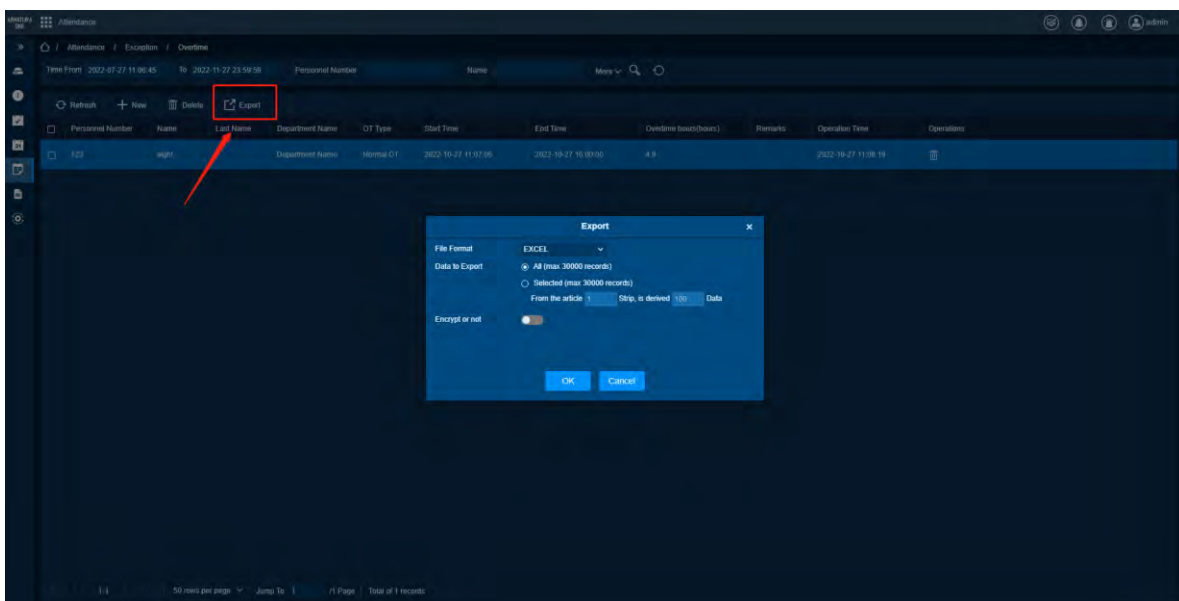 Attendance
admin
/ Attendance / Exception / Overtime
Time From 2022-07-27 11:06:45 To 2022-11-27 23:59:59 Personnel Number Name More
Refresh New Delete Export
Personnel Number Name Last Name Department Name OT Type Start Time End Time Overtime hours(hours) Remarks Operation Time Operations
123 eight Department Name Normal OT 2022-10-27 11:07:05 2022-10-27 16:00:00 4.9 2022-10-27 11:08:19
Export ×
File Format EXCEL
Data to Export All (max 30000 records)
Selected (max 30000 records)
From the article 1 Strip, is derived 100 Data
Encrypt or not
OK Cancel
50 rows per page Jump To 1 /1 Page Total of 1 records